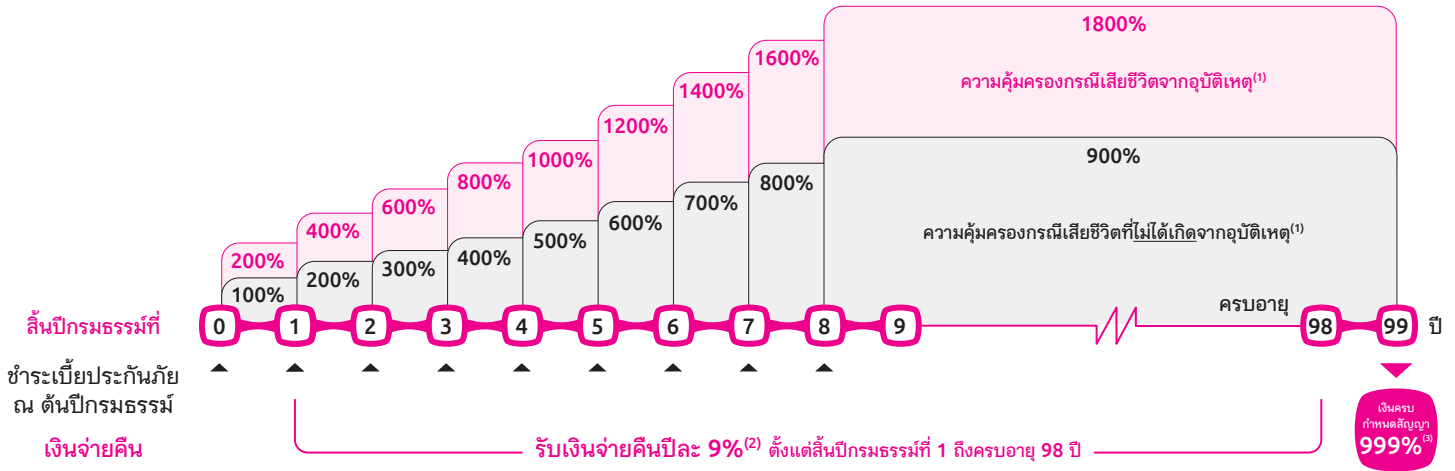 1800%
ความคุ้มครองกรณีเสียชีวิตจากอุบัติเหตุ(1)
1600%
1400%
1200%
1000%
800%
600%
400%
200%
900%
ความคุ้มครองกรณีเสียชีวิตที่ไม่ได้เกิดจากอุบัติเหตุ(1)
800%
700%
600%
500%
400%
300%
200%
100%
ครบอายุ
สิ้นปีกรมธรรม์ที่ 0 1 2 3 4 5 6 7 8 9 98 99 ปี
ชำระเบี้ยประกันภัย
ณ ต้นปีกรมธรรม์
เงินจ่ายคืน
รับเงินจ่ายคืนปีละ 9%(2) ตั้งแต่สิ้นปีกรมธรรม์ที่ 1 ถึงครบอายุ 98 ปี
เงินครบ
กำหนดสัญญา
999%(3)